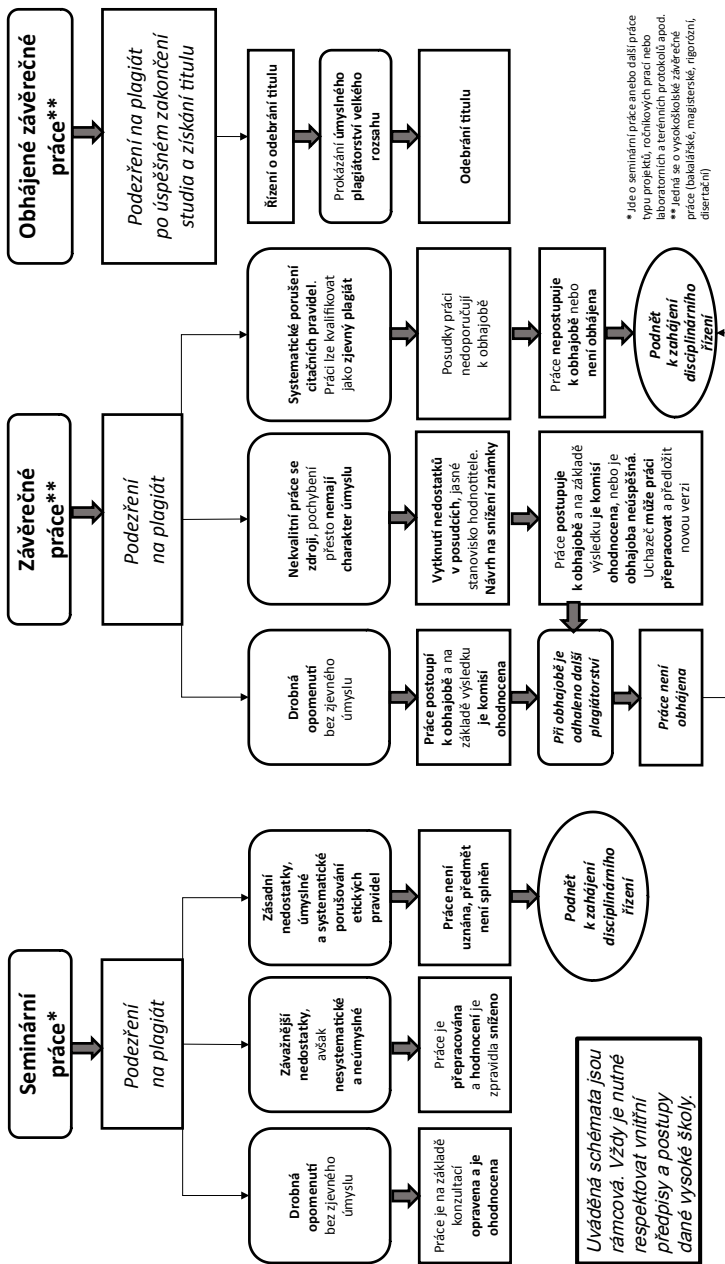 Seminární
práce*
Podezření
na plagiát
Drobná
opomenutí
bez zjevného
úmyslu
Práce je na základě
konzultací
opravena a je
ohodnocena
Závažnější
nedostatky,
avšak
nesystematické
a neúmyslné
Práce je
přepracována
a hodnocení je
zpravidla sníženo
Zásadní
nedostatky,
úmyslné
a systematické
porušování
etických
pravidel
Práce není
uznána, předmět
není splněn
Podnět
k zahájení
disciplinárního
řízení
Uváděná schémata jsou
rámcová. Vždy je nutné
respektovat vnitřní
předpisy a postupy
dané vysoké školy.
Závěrečné
práce**
Podezření
na plagiát
Drobná
opomenutí
bez zjevného
úmyslu
Práce postoupí
k obhajobě a na
základě výsledku
je komisí
ohodnocena
Při obhajobě je
odhaleno další
plagiátorství
Práce není
obhájena
Nekvalitní práce se
zdroji, pochybení
přesto nemají
charakter úmyslu
Vytknutí nedostatků
v posudcích, jasné
stanovisko hodnotitele.
Návrh na snížení známky
Práce postupuje
k obhajobě a na základě
výsledku je komisí
ohodnocena, nebo je
obhajoba neúspěšná.
Uchazeč může práci
přepracovat a předložit
novou verzi
Systematické porušení
citačních pravidel.
Práci lze kvalifikovat
jako zjevný plagiát
Posudky práci
nedoporučují
k obhajobě
Práce nepostupuje
k obhajobě nebo
není obhájena
Podnět
k zahájení
disciplinárního
řízení
Obhájené závěrečné
práce**
Podezření na plagiát
po úspěšném zakončení
studia a získání titulu
Řízení o odebrání titulu
Prokázání úmyslného
plagiátorství velkého
rozsahu
Odebrání titulu
* Jde o seminární práce anebo další práce
typu projektů, ročníkových prací nebo
laboratorních a terénních protokolů apod.
** Jedná se o vysokoškolské závěrečné
práce (bakalářské, magisterské, rigorózní,
disertační)